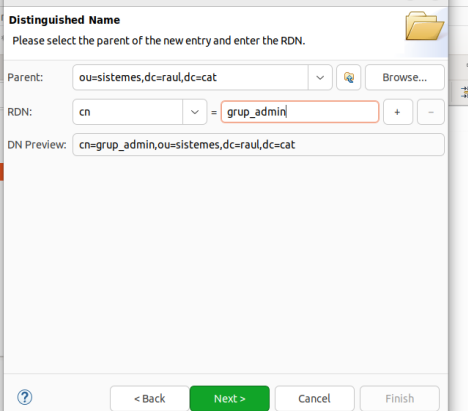 Distinguished Name
Please select the parent of the new entry and enter the RDN.
Parent: ou=sistemes,dc=raul,dc=cat Browse...
RDN: cn = grup_admin + -
DN Preview: cn=grup_admin,ou=sistemes,dc=raul,dc=cat
? < Back Next > Cancel Finish